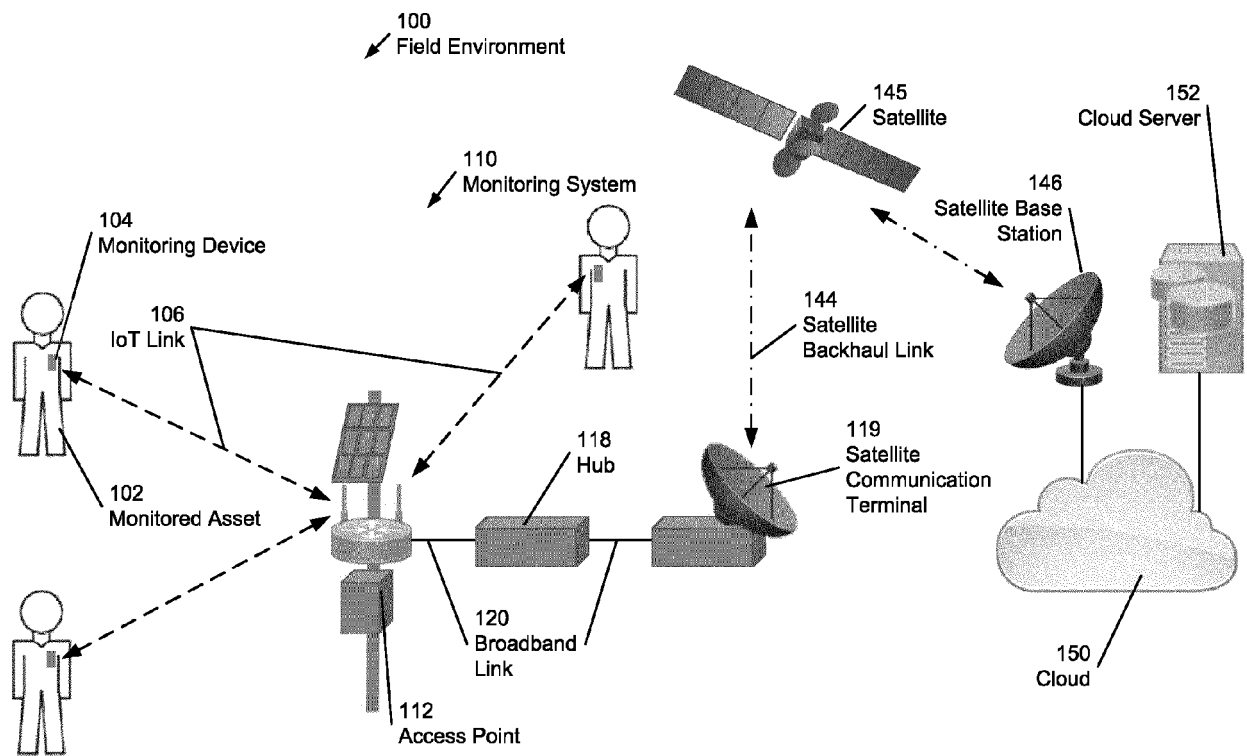 100
Field Environment
145
Satellite
152
Cloud Server
110
Monitoring System
146
Satellite Base
Station
104
Monitoring Device
106
IoT Link
144
Satellite
Backhaul Link
118
Hub
119
Satellite
Communication
Terminal
102
Monitored Asset
120
Broadband
Link
150
Cloud
112
Access Point